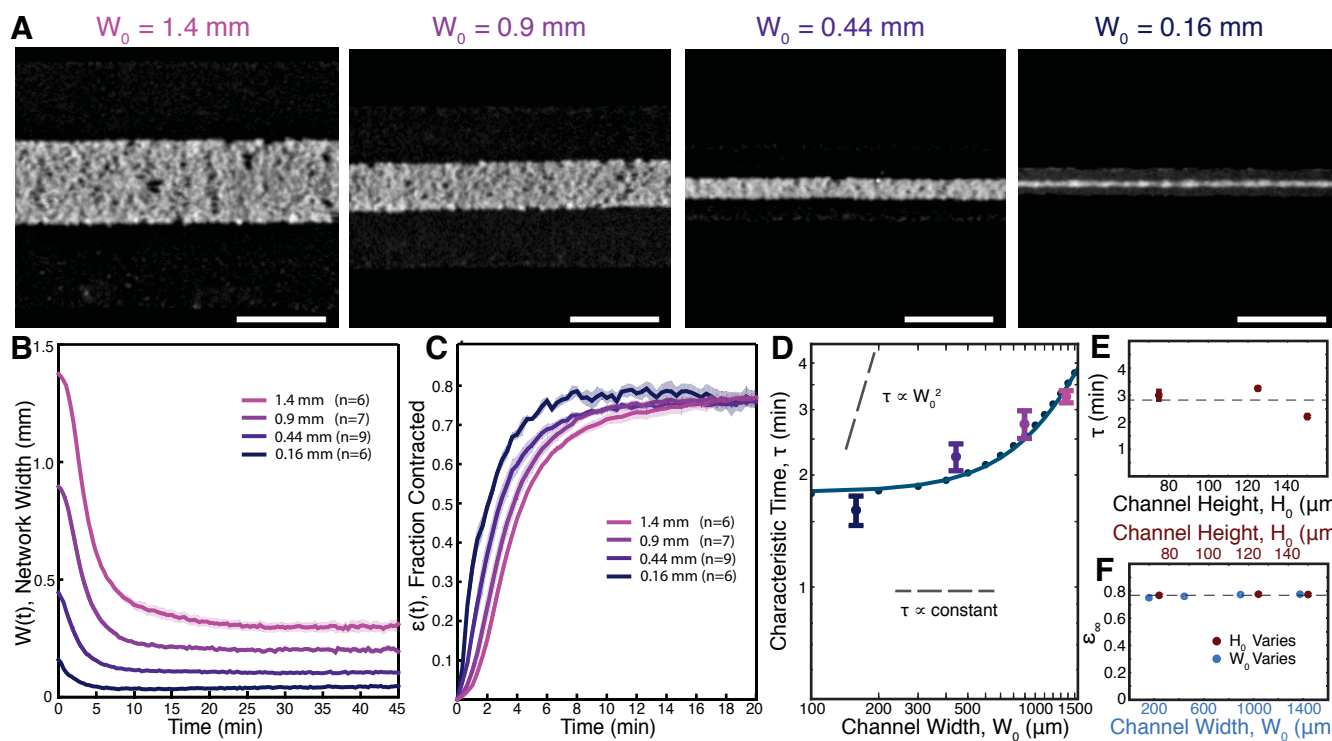 A
W₀ = 1.4 mm
W₀ = 0.9 mm
W₀ = 0.44 mm
W₀ = 0.16 mm
B
W(t), Network Width (mm)
1.5
1.0
0.5
0
1.4 mm (n=6)
0.9 mm (n=7)
0.44 mm (n=9)
0.16 mm (n=6)
0 5 10 15 20 25 30 35 40 45
Time (min)
C
ε(t), Fraction Contracted
0.8
0.7
0.6
0.5
0.4
0.3
0.2
0.1
1.4 mm (n=6)
0.9 mm (n=7)
0.44 mm (n=9)
0.16 mm (n=6)
0 2 4 6 8 10 12 14 16 18 20
Time (min)
D
Characteristic Time, τ (min)
4
3
2
1
τ ∝ W₀²
τ ∝ constant
100 200 300 500 1000 1500
Channel Width, W₀ (μm)
E
τ (min)
4
3
2
1
80 100 120 140
Channel Height, H₀ (μm
Channel Height, H₀ (μm
80 100 120 140
F
ε∞
0.8
0.4
0
H₀ Varies
W₀ Varies
200 600 1000 1400
Channel Width, W₀ (μm)